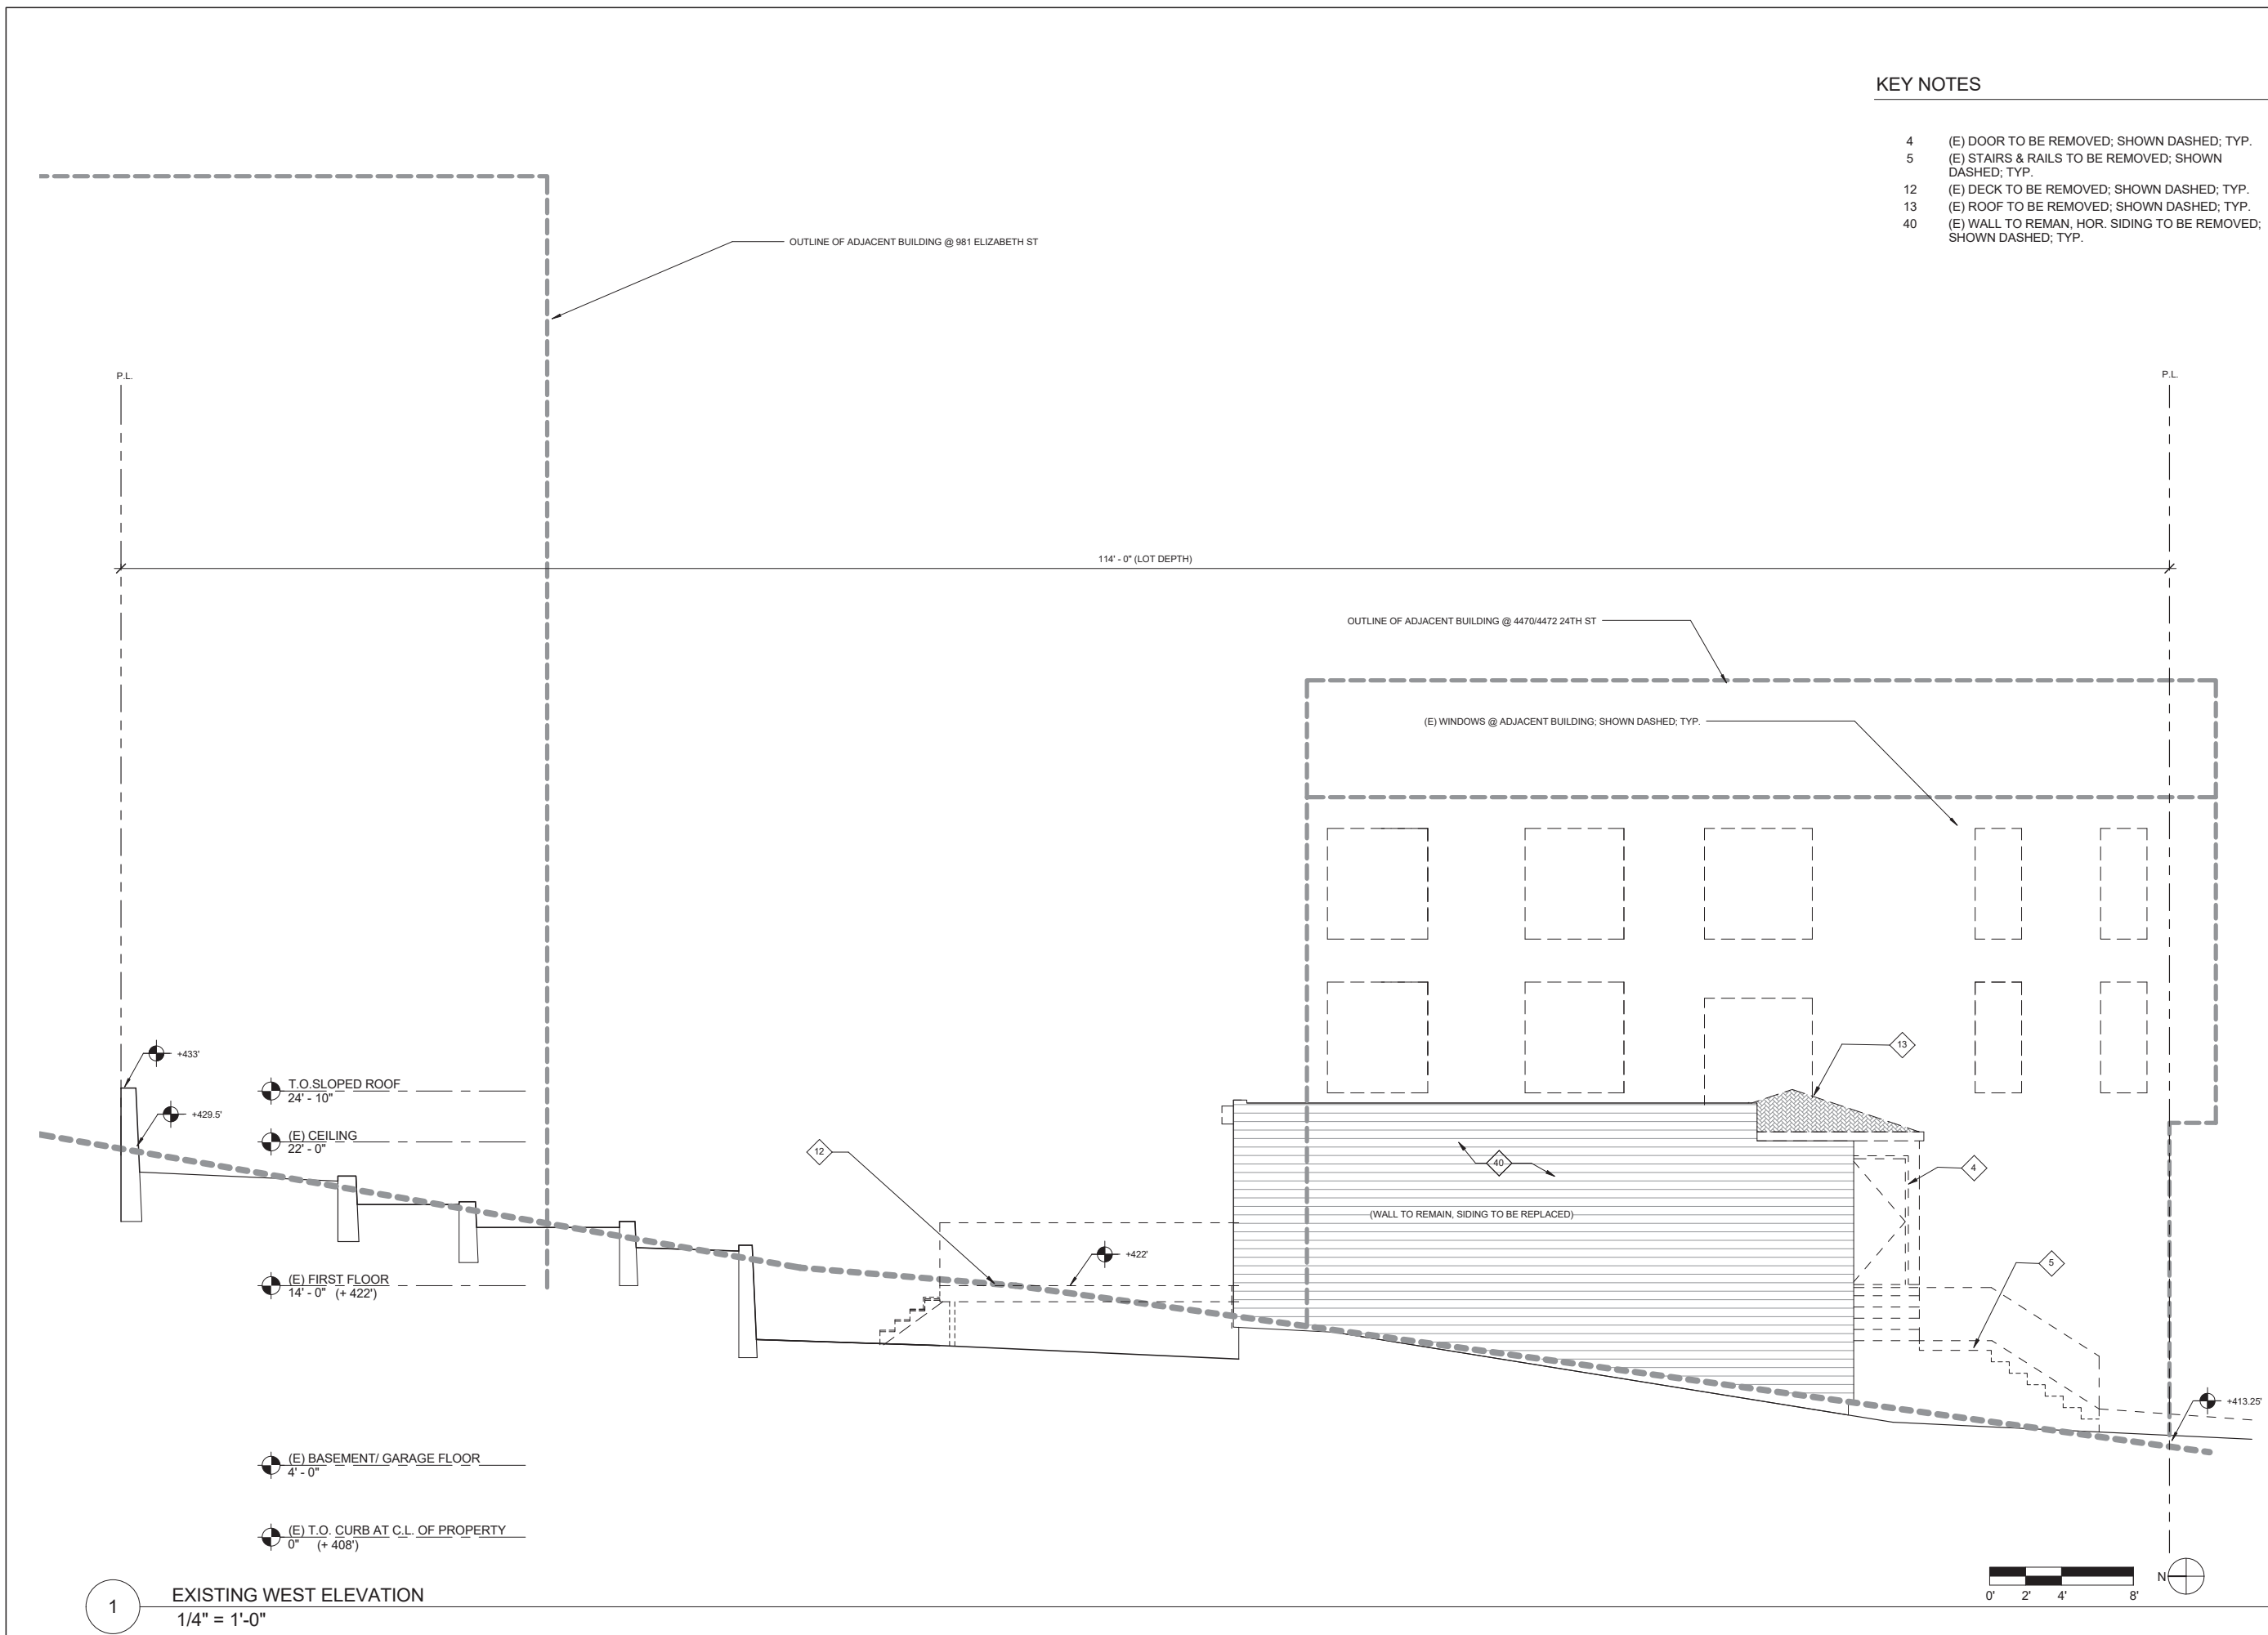 KEY NOTES
4 (E) DOOR TO BE REMOVED; SHOWN DASHED; TYP.
5 (E) STAIRS & RAILS TO BE REMOVED; SHOWN
DASHED; TYP.
12 (E) DECK TO BE REMOVED; SHOWN DASHED; TYP.
13 (E) ROOF TO BE REMOVED; SHOWN DASHED; TYP.
40 (E) WALL TO REMAN, HOR. SIDING TO BE REMOVED;
SHOWN DASHED; TYP.
OUTLINE OF ADJACENT BUILDING @ 981 ELIZABETH ST
P.L.
P.L.
114' - 0" (LOT DEPTH)
OUTLINE OF ADJACENT BUILDING @ 4470/4472 24TH ST
(E) WINDOWS @ ADJACENT BUILDING; SHOWN DASHED; TYP.
13
+433'
T.O.SLOPED ROOF
24' - 10"
+429.5'
(E) CEILING
22' - 0"
12
40
4
(WALL TO REMAIN, SIDING TO BE REPLACED)
+422'
5
(E) FIRST FLOOR
14' - 0" (+ 422')
+413.25'
(E) BASEMENT/ GARAGE FLOOR
4' - 0"
(E) T.O. CURB AT C.L. OF PROPERTY
0" (+ 408')
1
EXISTING WEST ELEVATION
1/4" = 1'-0"
0' 2' 4' 8'
N